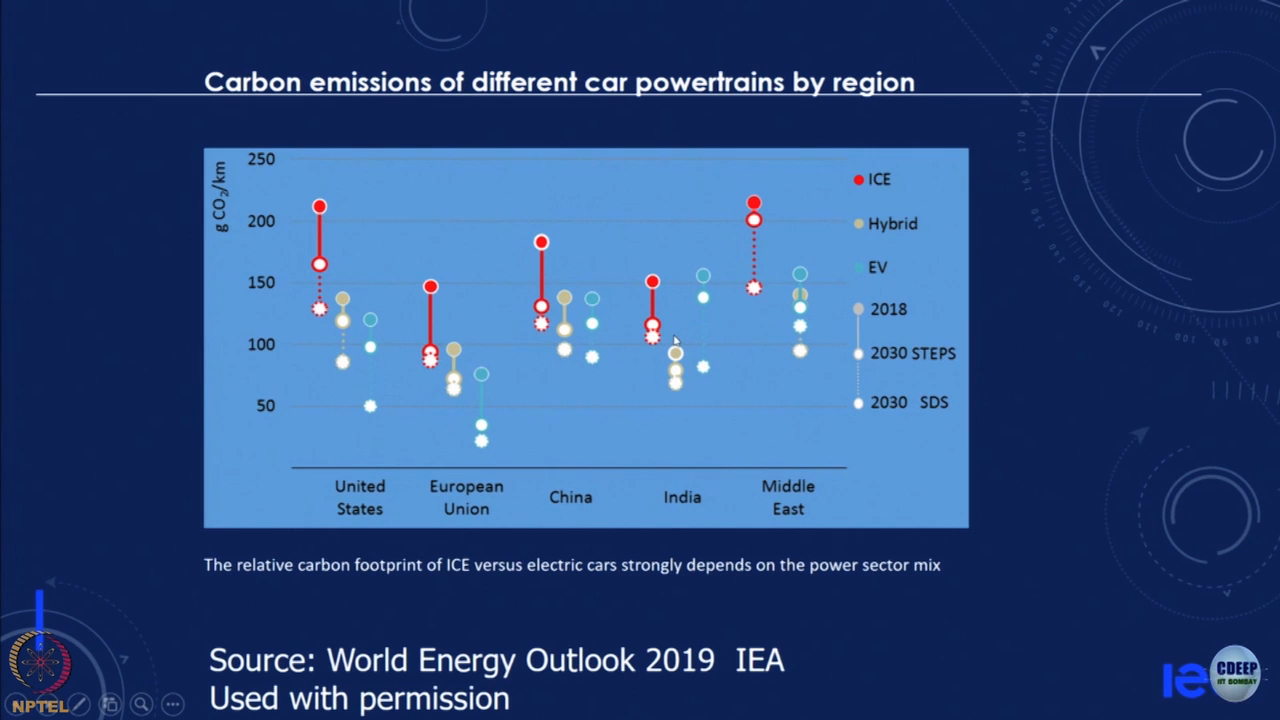 Carbon emissions of different car powertrains by region
g CO₂/km
250
200
150
100
50
ICE
Hybrid
EV
2018
2030 STEPS
2030 SDS
United States
European Union
China
India
Middle East
The relative carbon footprint of ICE versus electric cars strongly depends on the power sector mix
Source: World Energy Outlook 2019 IEA
Used with permission
NPTEL
CDEEP
IIT BOMBAY